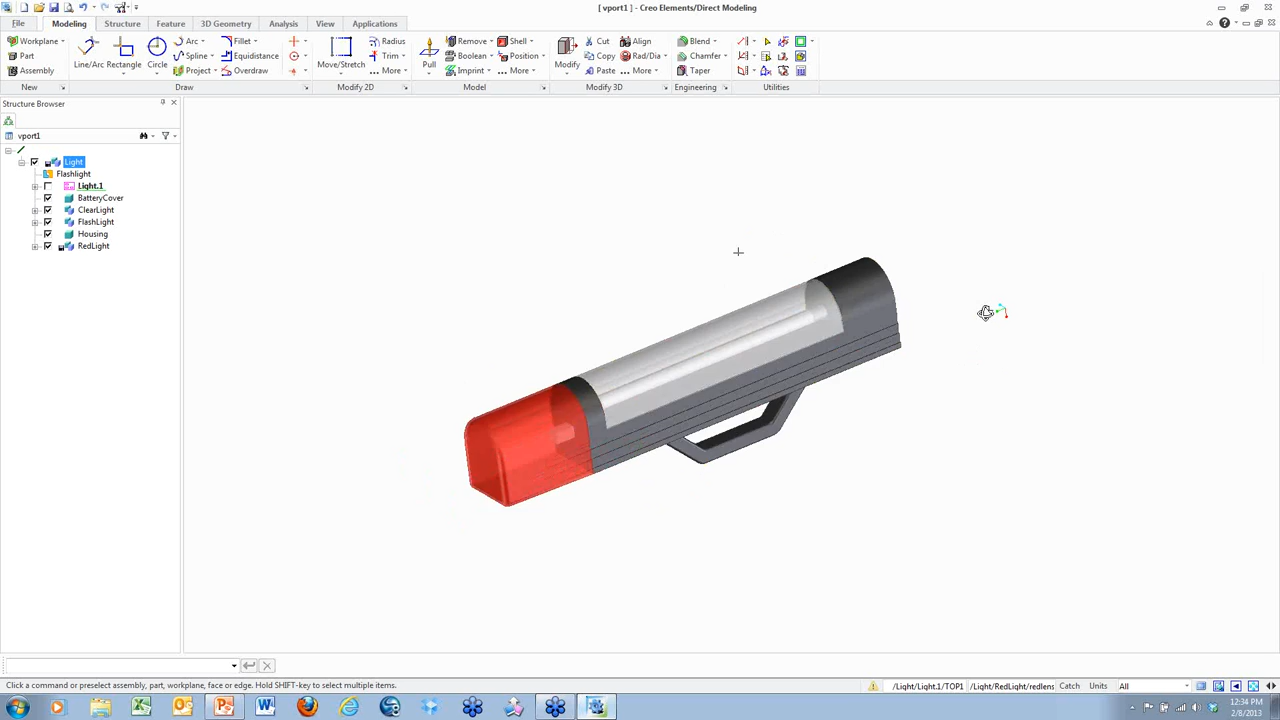 [ vport1 ] - Creo Elements/Direct Modeling
File Modeling Structure Feature 3D Geometry Analysis View Applications
Workplane Arc Fillet Radius Remove Shell Cut Align Blend
Part Spline Equidistance Trim Boolean Position Copy Rad/Dia Chamfer
Assembly Line/Arc Rectangle Circle Project Overdraw Move/Stretch More Pull Imprint More Modify Paste More Taper
New Draw Modify 2D Model Modify 3D Engineering Utilities
Structure Browser
vport1
Light
Flashlight
Light.1
BatteryCover
ClearLight
FlashLight
Housing
RedLight
Click a command or preselect assembly, part, workplane, face or edge. Hold SHIFT-key to select multiple items. /Light/Light.1/TOP1 /Light/RedLight/redlens Catch Units All
12:34 PM
2/8/2013